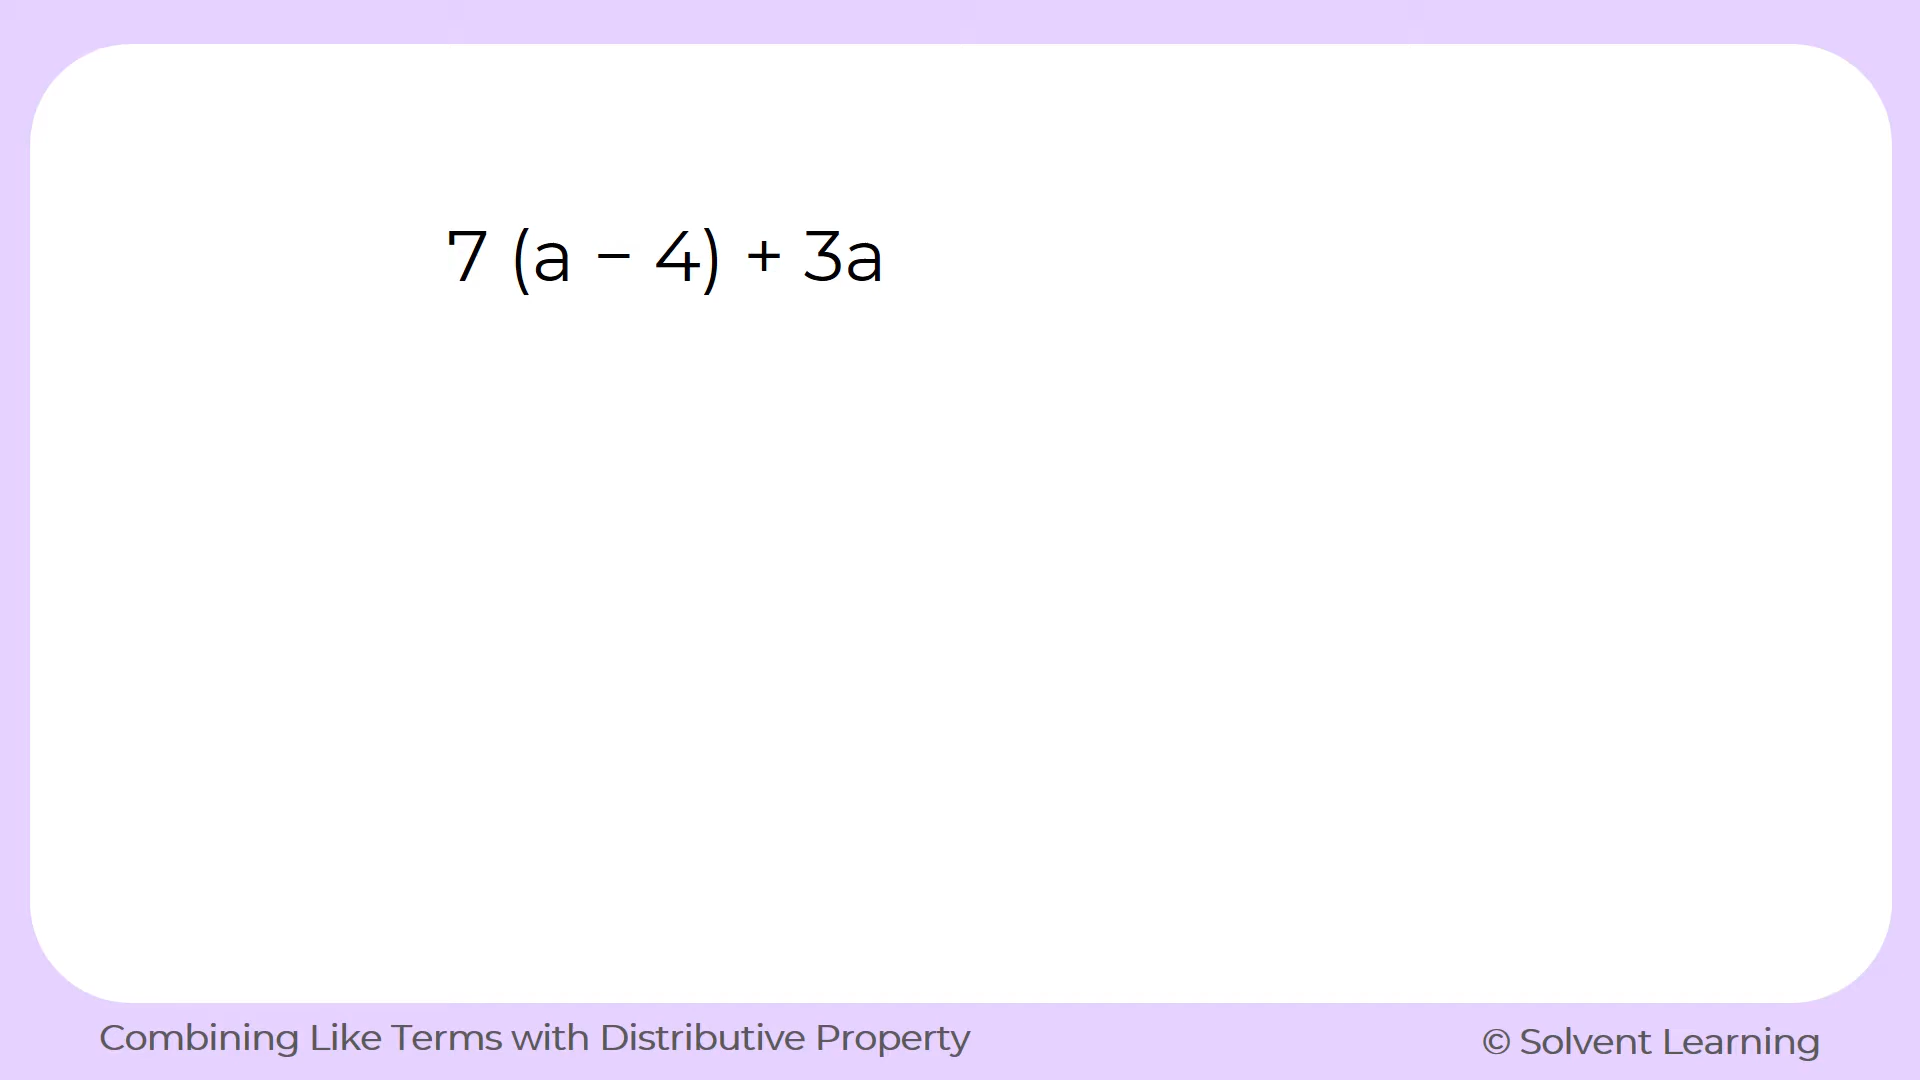 7 (a − 4) + 3a
Combining Like Terms with Distributive Property
© Solvent Learning